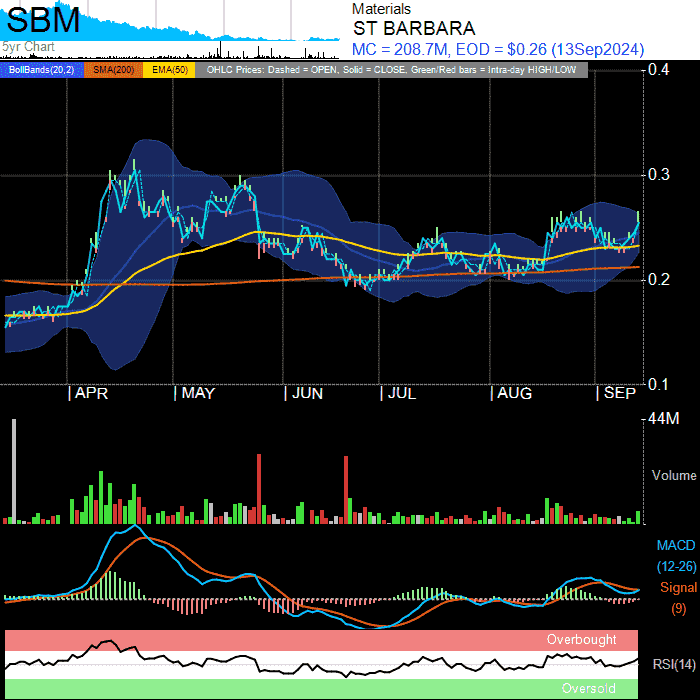 SBM
5yr Chart
Materials
ST BARBARA
MC = 208.7M, EOD = $0.26 (13Sep2024)
BollBands(20,2) SMA(200) EMA(50) OHLC Prices: Dashed = OPEN, Solid = CLOSE, Green/Red bars = Intra-day HIGH/LOW
0.4
0.3
0.2
0.1
APR MAY JUN JUL AUG SEP
44M
Volume
MACD
(12-26)
Signal
(9)
Overbought
RSI(14)
Oversold